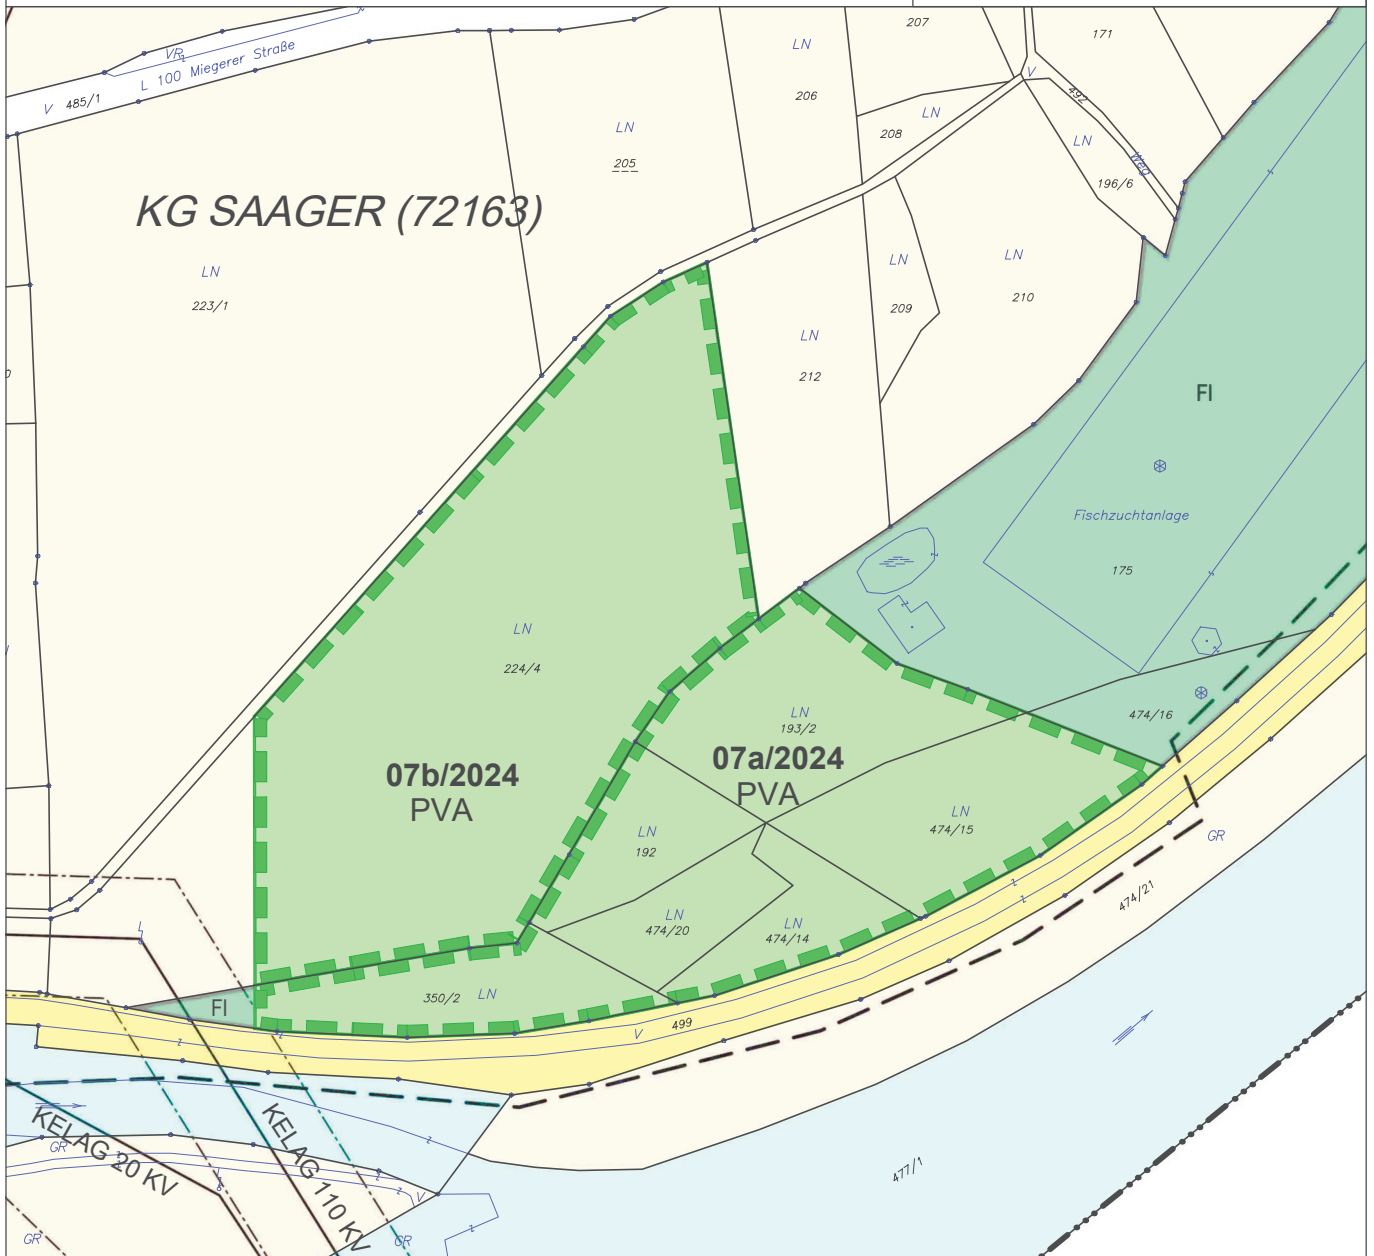 207
171
LN
VR
L 100 Miegerer Straße
V 485/1
V
206
492
LN
LN
208
LN
205
Weg
196/6
KG SAAGER (72163)
LN
223/1
LN
209
LN
210
LN
212
FI
Fischzuchtanlage
175
LN
224/4
LN
193/2
474/16
07b/2024
PVA
07a/2024
PVA
LN
474/15
LN
192
GR
474/21
LN
474/20
LN
474/14
350/2
LN
FI
V
499
KELAG 20 KV
KELAG 110 KV
GR
477/1
V
GR
GR